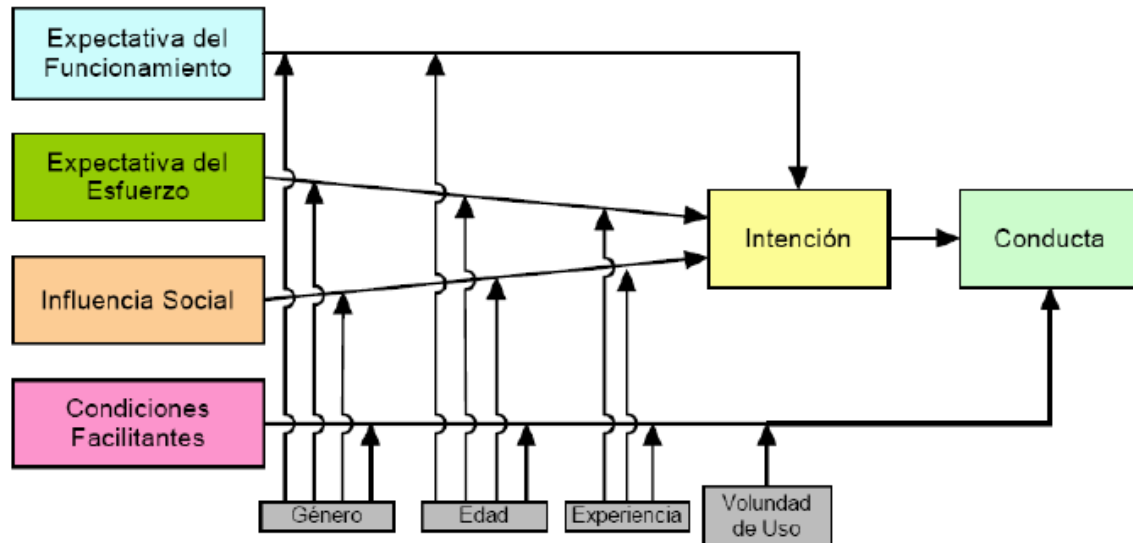 Expectativa del
Funcionamiento
Expectativa del
Esfuerzo
Intención
Conducta
Influencia Social
Condiciones
Facilitantes
Género
Edad
Experiencia
Volundad
de Uso